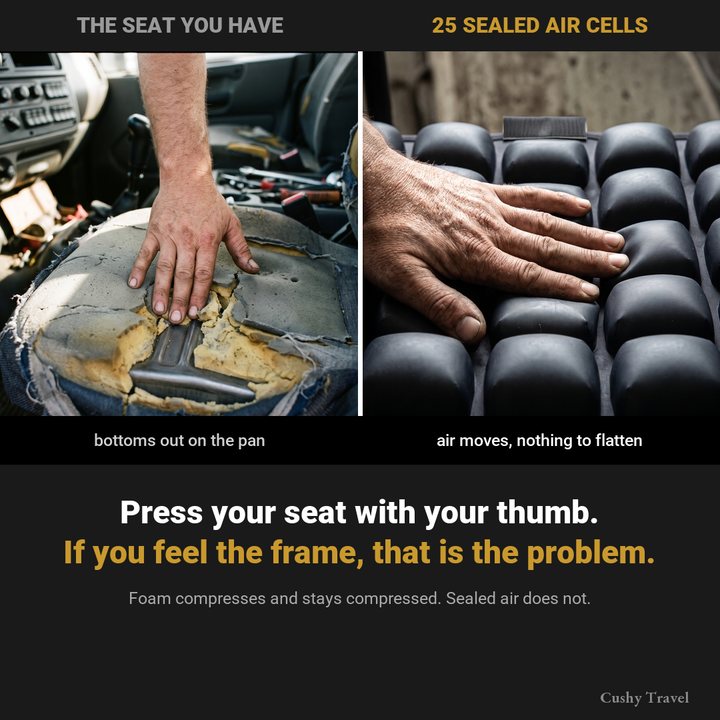 THE SEAT YOU HAVE
25 SEALED AIR CELLS
bottoms out on the pan
air moves, nothing to flatten
Press your seat with your thumb.
If you feel the frame, that is the problem.
Foam compresses and stays compressed. Sealed air does not.
Cushy Travel